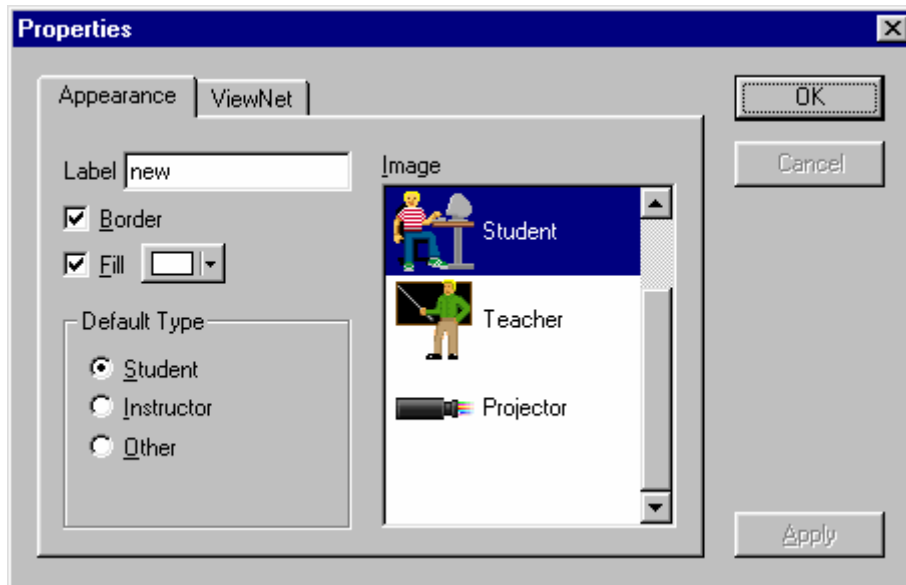 Properties
Appearance
ViewNet
OK
Cancel
Label new
Image
Border
Fill
Default Type
Student
Instructor
Other
Student
Teacher
Projector
Apply